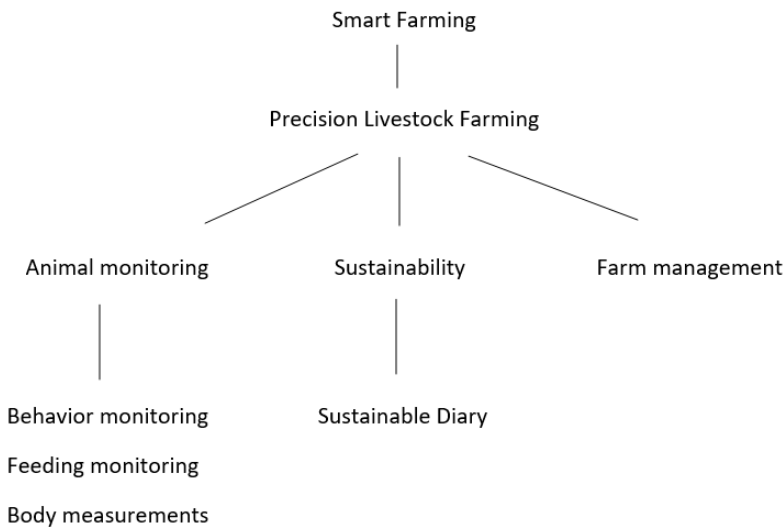 Smart Farming
Precision Livestock Farming
Animal monitoring
Sustainability
Farm management
Behavior monitoring
Sustainable Diary
Feeding monitoring
Body measurements